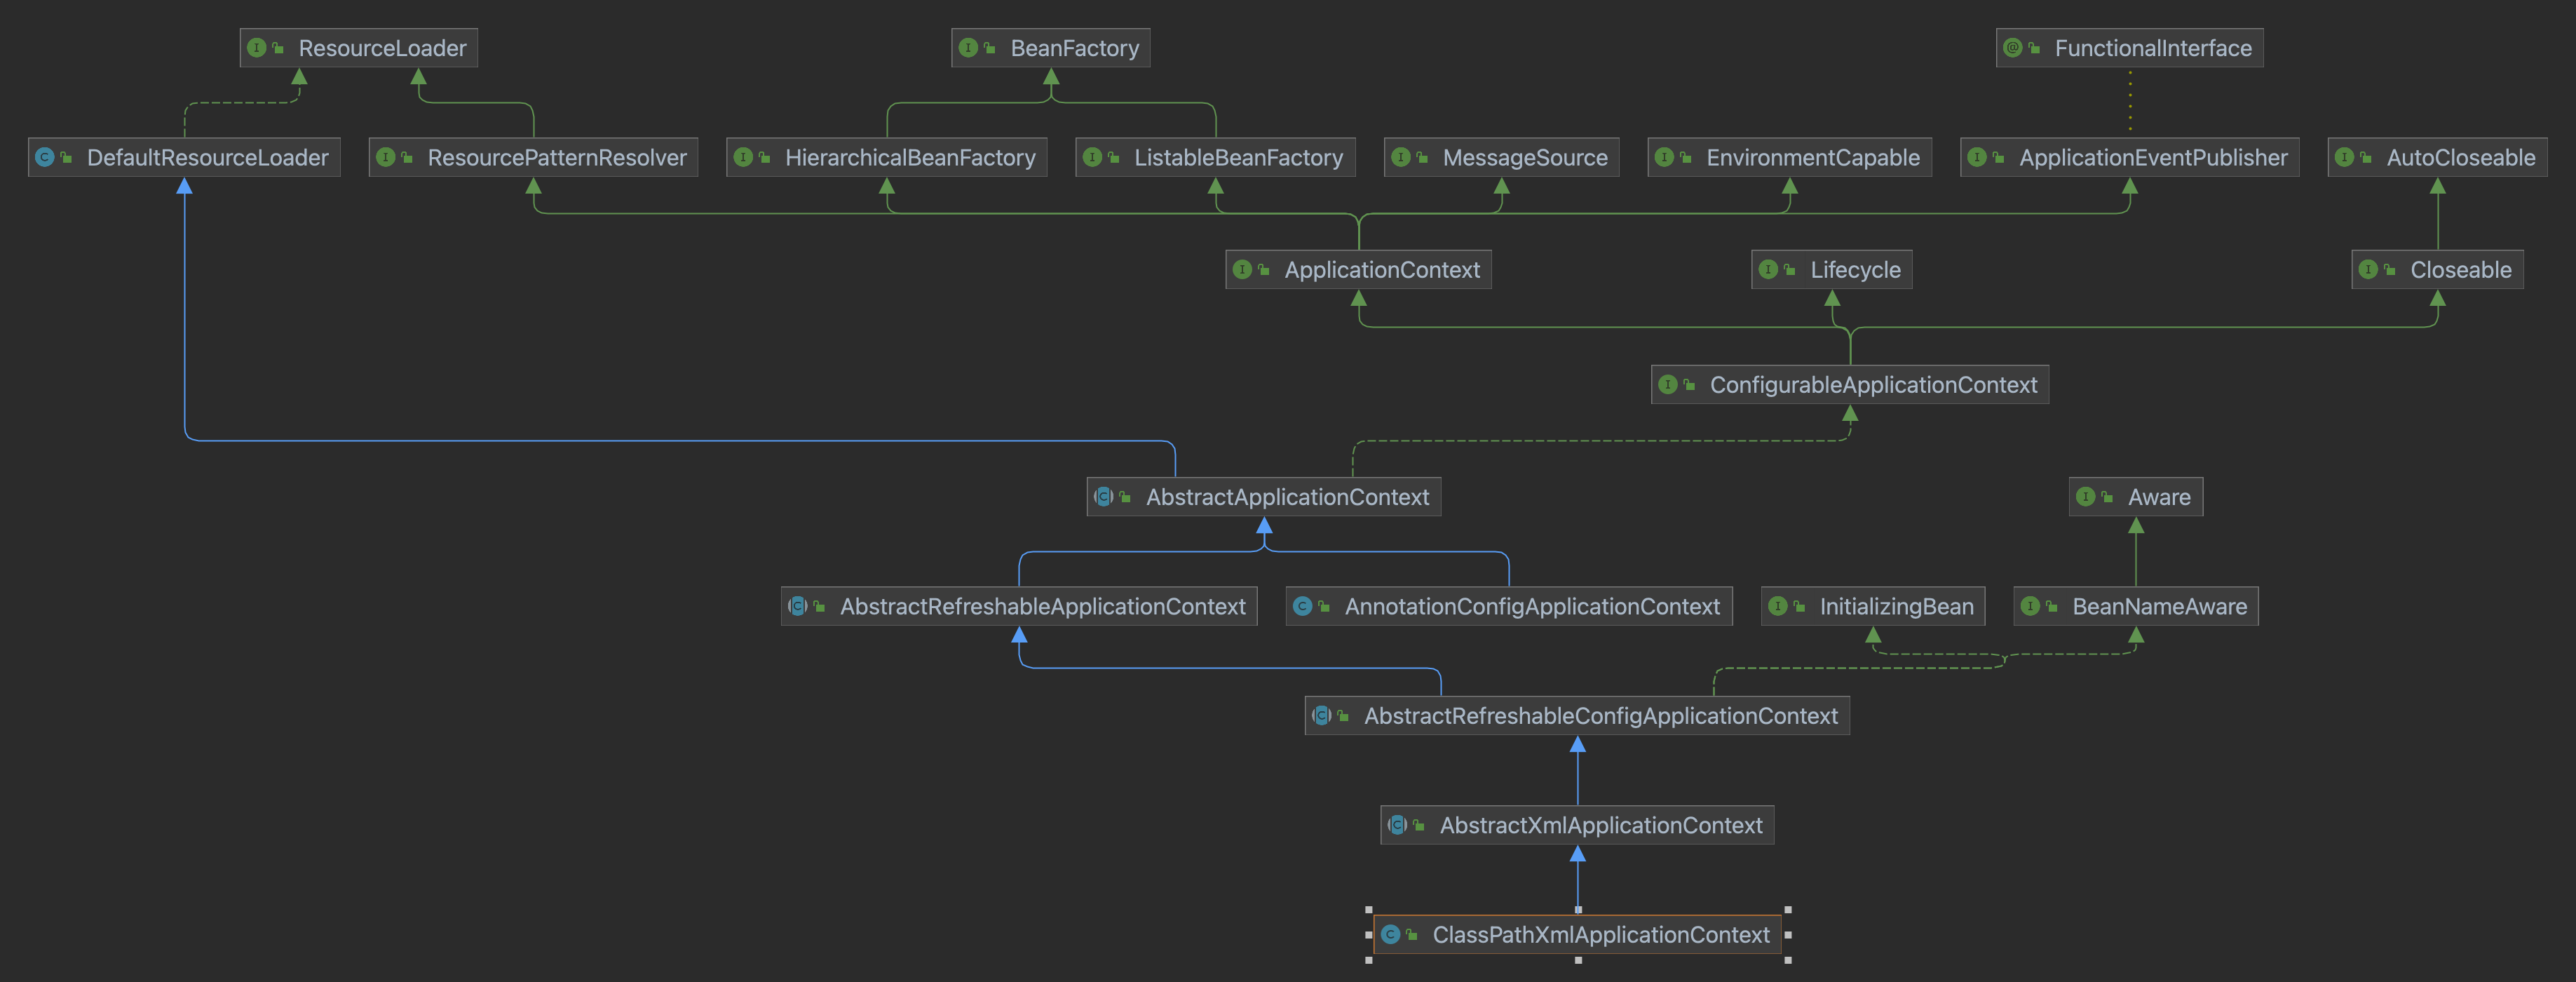 ResourceLoader
BeanFactory
FunctionalInterface
DefaultResourceLoader
ResourcePatternResolver
HierarchicalBeanFactory
ListableBeanFactory
MessageSource
EnvironmentCapable
ApplicationEventPublisher
AutoCloseable
ApplicationContext
Lifecycle
Closeable
ConfigurableApplicationContext
AbstractApplicationContext
Aware
AbstractRefreshableApplicationContext
AnnotationConfigApplicationContext
InitializingBean
BeanNameAware
AbstractRefreshableConfigApplicationContext
AbstractXmlApplicationContext
ClassPathXmlApplicationContext